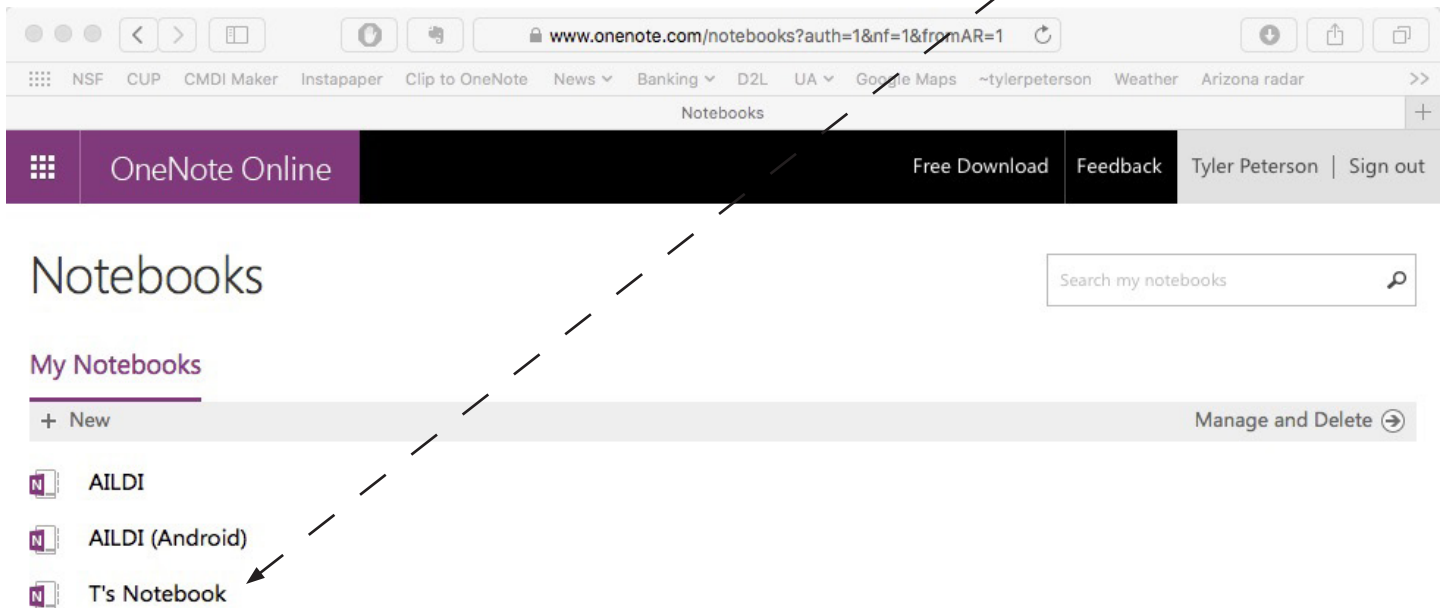 www.onenote.com/notebooks?auth=1&nf=1&fromAR=1
NSF CUP CMDI Maker Instapaper Clip to OneNote News Banking D2L UA Google Maps ~tylerpeterson Weather Arizona radar >>
Notebooks +
OneNote Online Free Download Feedback Tyler Peterson | Sign out
Notebooks
Search my notebooks
My Notebooks
+ New Manage and Delete
N AILDI
N AILDI (Android)
N T's Notebook